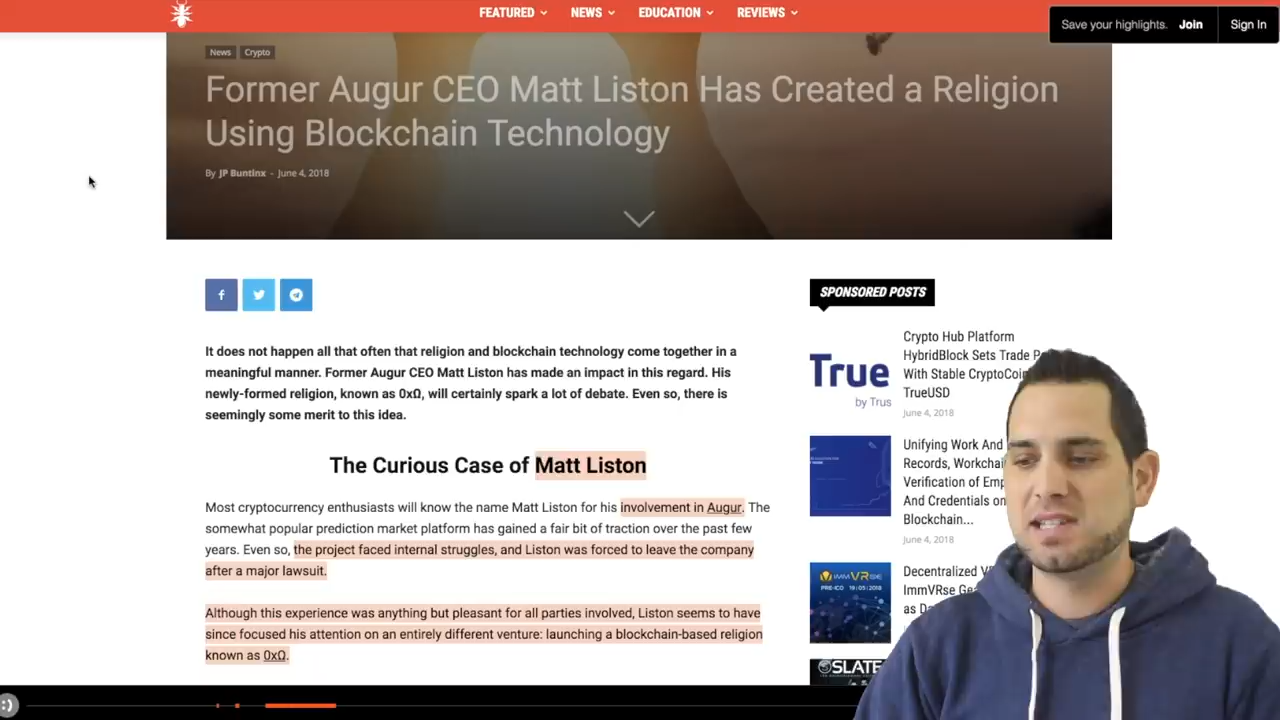 FEATURED NEWS EDUCATION REVIEWS
Save your highlights. Join Sign In
News Crypto
Former Augur CEO Matt Liston Has Created a Religion
Using Blockchain Technology
By JP Buntinx - June 4, 2018
SPONSORED POSTS
It does not happen all that often that religion and blockchain technology come together in a
meaningful manner. Former Augur CEO Matt Liston has made an impact in this regard. His
newly-formed religion, known as 0xΩ, will certainly spark a lot of debate. Even so, there is
seemingly some merit to this idea.
The Curious Case of Matt Liston
Most cryptocurrency enthusiasts will know the name Matt Liston for his involvement in Augur. The
somewhat popular prediction market platform has gained a fair bit of traction over the past few
years. Even so, the project faced internal struggles, and Liston was forced to leave the company
after a major lawsuit.
Although this experience was anything but pleasant for all parties involved, Liston seems to have
since focused his attention on an entirely different venture: launching a blockchain-based religion
known as 0xΩ.
True
by Trus
Crypto Hub Platform
HybridBlock Sets Trade
With Stable CryptoCoin
TrueUSD
June 4, 2018
Unifying Work And
Records, Workchai
Verification of Em
And Credentials on
Blockchain...
June 4, 2018
immVRse
PRE-ICO 19|05|2018
Decentralized V
ImmVRse Ge
as Da
SLATE